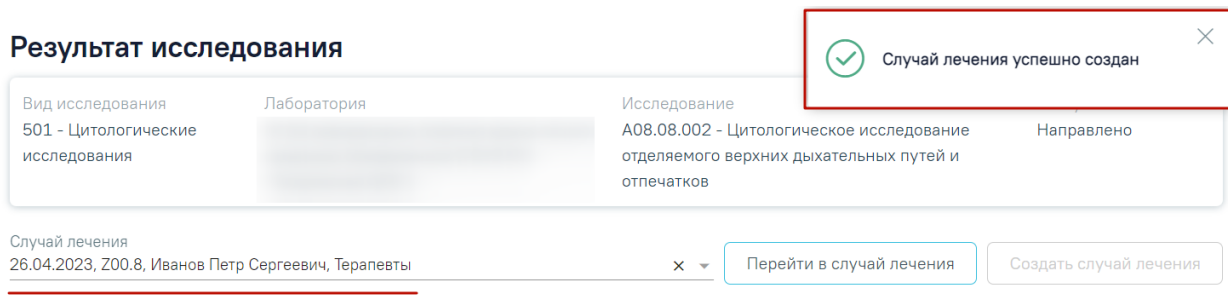 Результат исследования
Случай лечения успешно создан
Вид исследования
Лаборатория
Исследование
501 - Цитологические
исследования
A08.08.002 - Цитологическое исследование
отделяемого верхних дыхательных путей и
отпечатков
Направлено
Случай лечения
26.04.2023, Z00.8, Иванов Петр Сергеевич, Терапевты
Перейти в случай лечения
Создать случай лечения